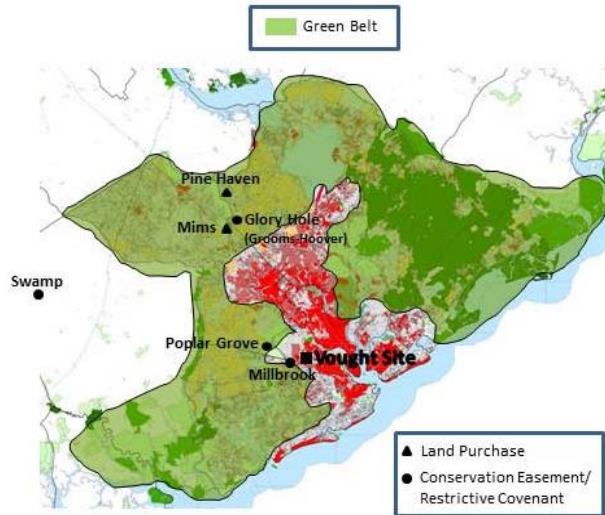 Green Belt
Pine Haven
Glory Hole
Mims
(Grooms-Hoover)
Swamp
Poplar Grove
Vought Site
Millbrook
Land Purchase
Conservation Easement/
Restrictive Covenant